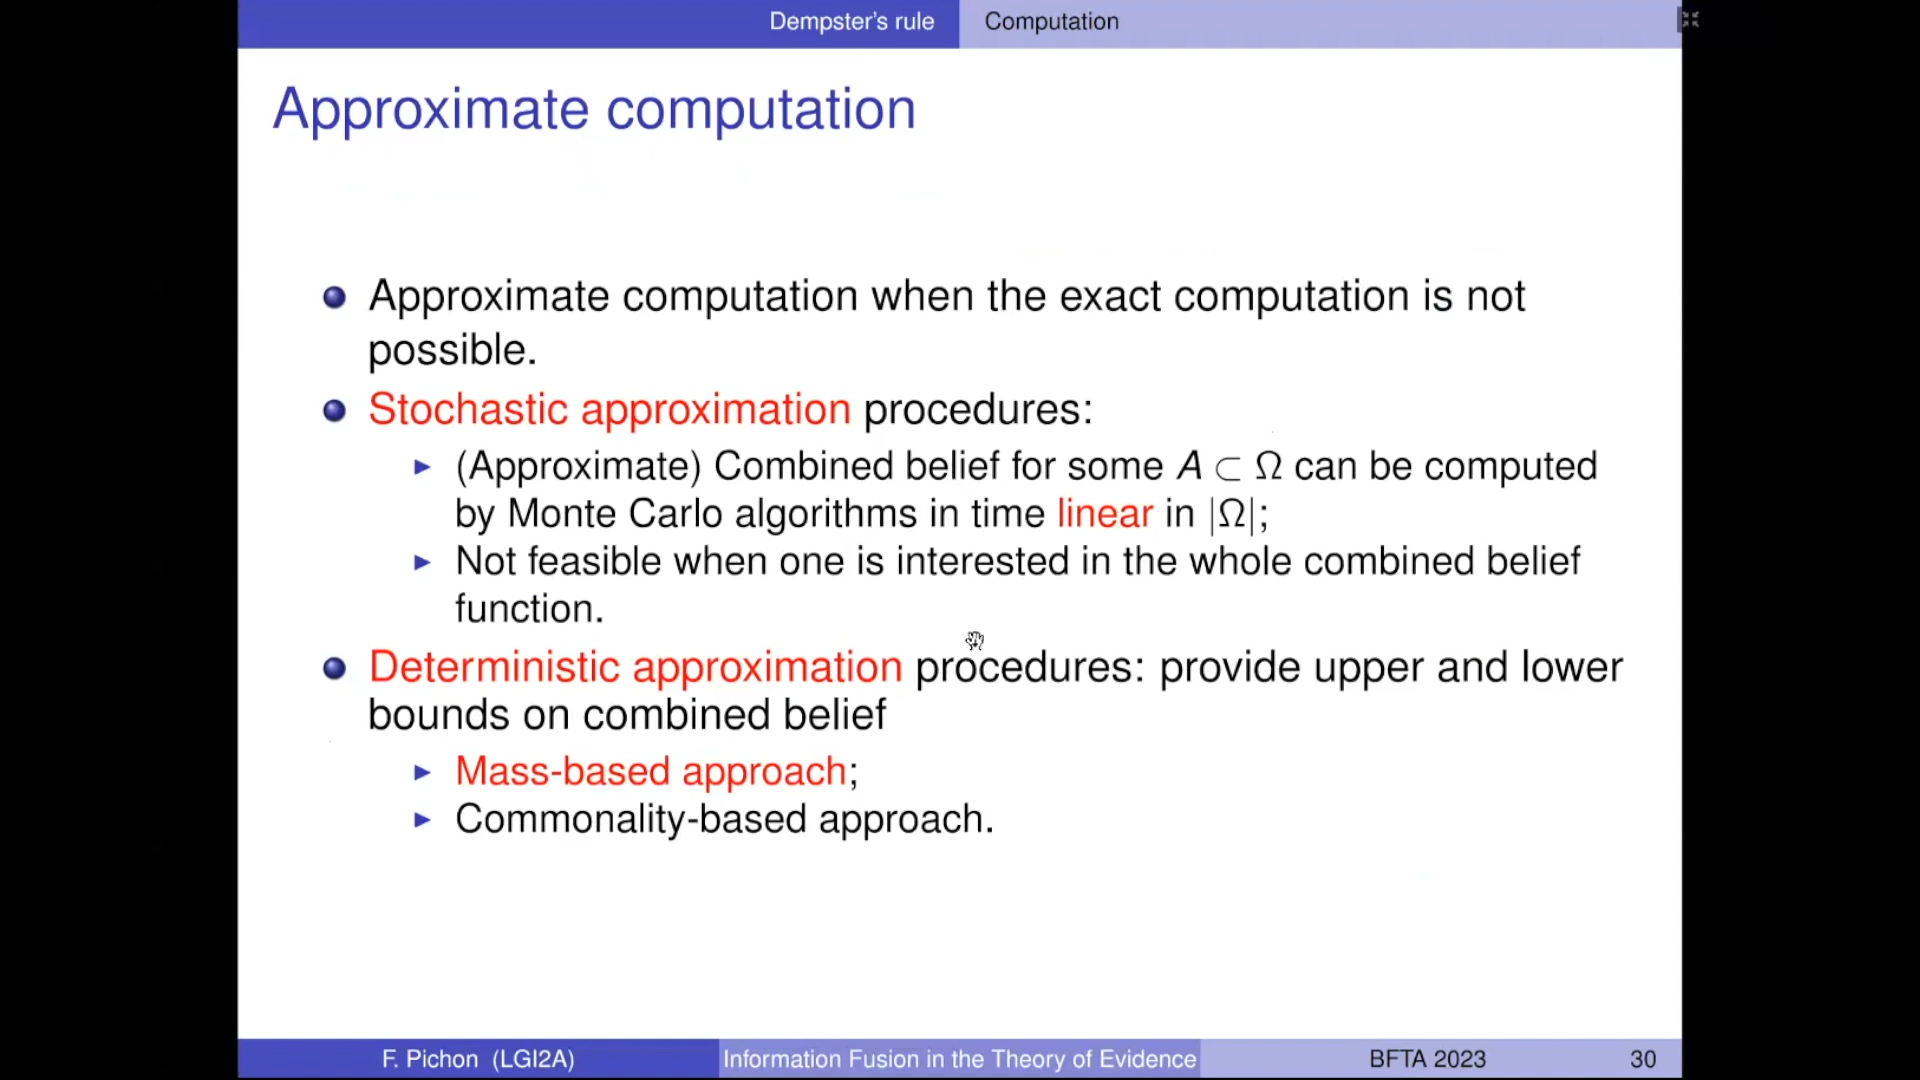 Dempster's rule Computation
Approximate computation
Approximate computation when the exact computation is not
possible.
Stochastic approximation procedures:
(Approximate) Combined belief for some A ⊂ Ω can be computed
by Monte Carlo algorithms in time linear in |Ω|;
Not feasible when one is interested in the whole combined belief
function.
Deterministic approximation procedures: provide upper and lower
bounds on combined belief
Mass-based approach;
Commonality-based approach.
F. Pichon (LGI2A) Information Fusion in the Theory of Evidence BFTA 2023 30